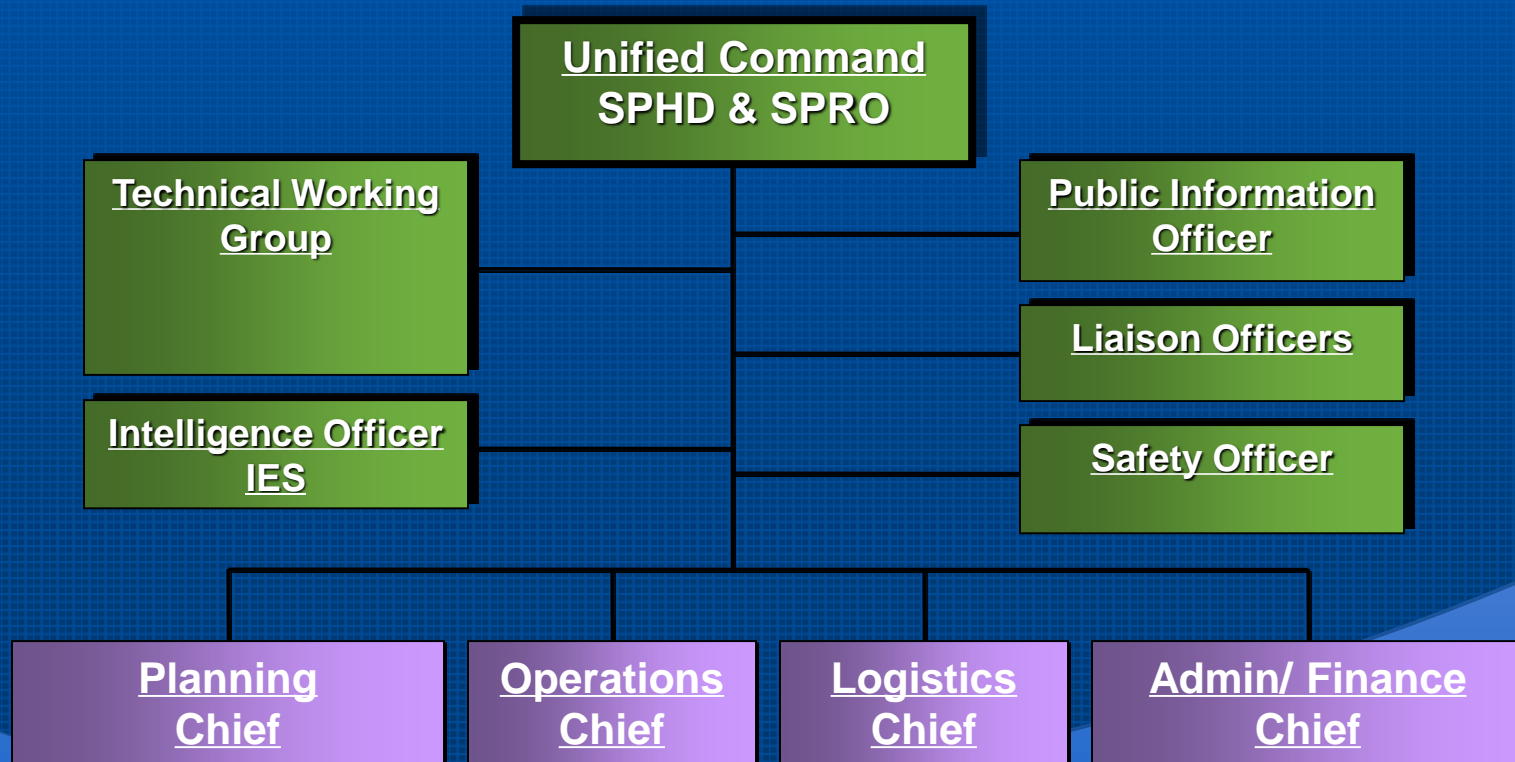 Unified Command
SPHD & SPRO
Technical Working
Group
Public Information
Officer
Liaison Officers
Intelligence Officer
IES
Safety Officer
Planning
Chief
Operations
Chief
Logistics
Chief
Admin/ Finance
Chief